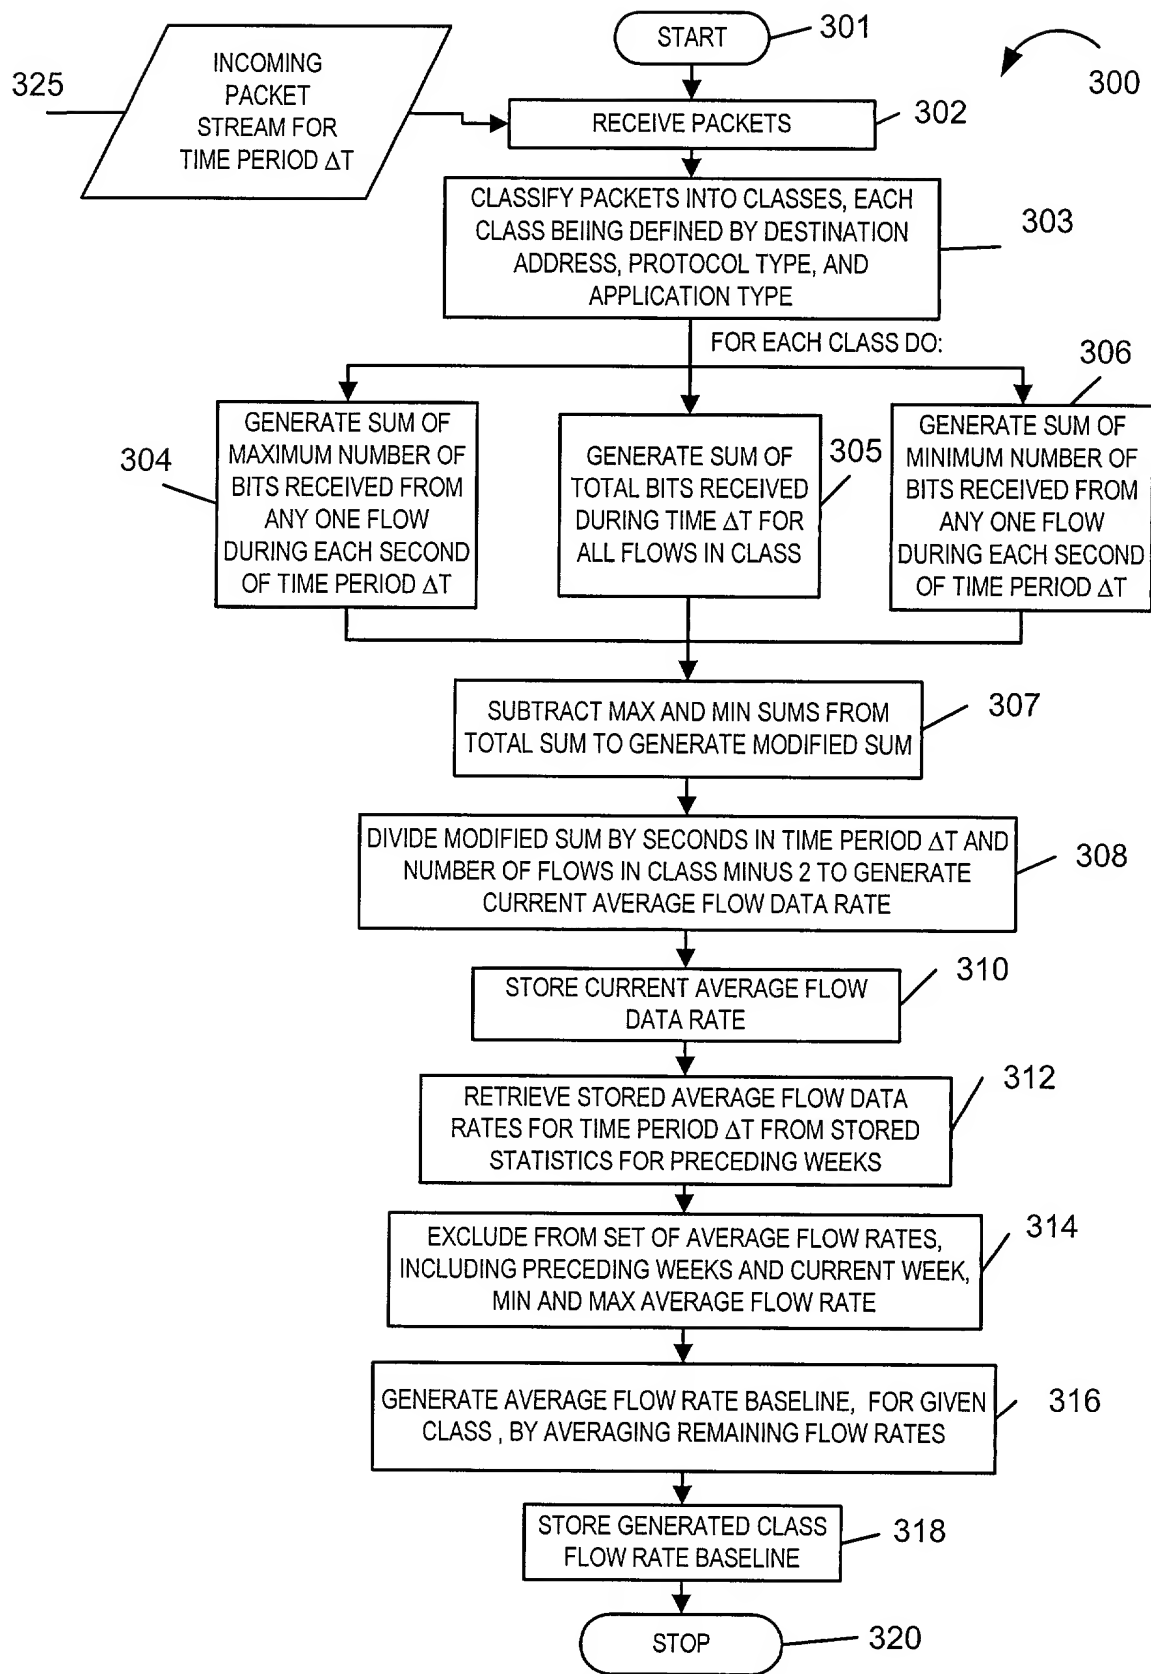 START
301
300
325
INCOMING
PACKET
STREAM FOR
TIME PERIOD ΔT
RECEIVE PACKETS
302
CLASSIFY PACKETS INTO CLASSES, EACH
CLASS BEIING DEFINED BY DESTINATION
ADDRESS, PROTOCOL TYPE, AND
APPLICATION TYPE
303
FOR EACH CLASS DO:
304
GENERATE SUM OF
MAXIMUM NUMBER OF
BITS RECEIVED FROM
ANY ONE FLOW
DURING EACH SECOND
OF TIME PERIOD ΔT
305
GENERATE SUM OF
TOTAL BITS RECEIVED
DURING TIME ΔT FOR
ALL FLOWS IN CLASS
306
GENERATE SUM OF
MINIMUM NUMBER OF
BITS RECEIVED FROM
ANY ONE FLOW
DURING EACH SECOND
OF TIME PERIOD ΔT
SUBTRACT MAX AND MIN SUMS FROM
TOTAL SUM TO GENERATE MODIFIED SUM
307
DIVIDE MODIFIED SUM BY SECONDS IN TIME PERIOD ΔT AND
NUMBER OF FLOWS IN CLASS MINUS 2 TO GENERATE
CURRENT AVERAGE FLOW DATA RATE
308
STORE CURRENT AVERAGE FLOW
DATA RATE
310
RETRIEVE STORED AVERAGE FLOW DATA
RATES FOR TIME PERIOD ΔT FROM STORED
STATISTICS FOR PRECEDING WEEKS
312
EXCLUDE FROM SET OF AVERAGE FLOW RATES,
INCLUDING PRECEDING WEEKS AND CURRENT WEEK,
MIN AND MAX AVERAGE FLOW RATE
314
GENERATE AVERAGE FLOW RATE BASELINE, FOR GIVEN
CLASS , BY AVERAGING REMAINING FLOW RATES
316
STORE GENERATED CLASS
FLOW RATE BASELINE
318
STOP
320